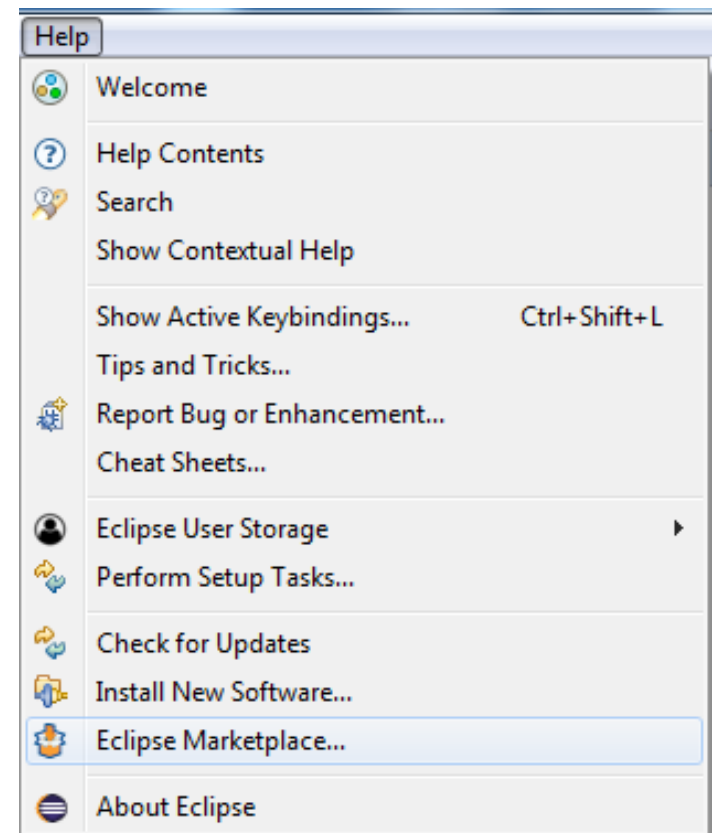 Help
Welcome
Help Contents
Search
Show Contextual Help
Show Active Keybindings... Ctrl+Shift+L
Tips and Tricks...
Report Bug or Enhancement...
Cheat Sheets...
Eclipse User Storage
Perform Setup Tasks...
Check for Updates
Install New Software...
Eclipse Marketplace...
About Eclipse